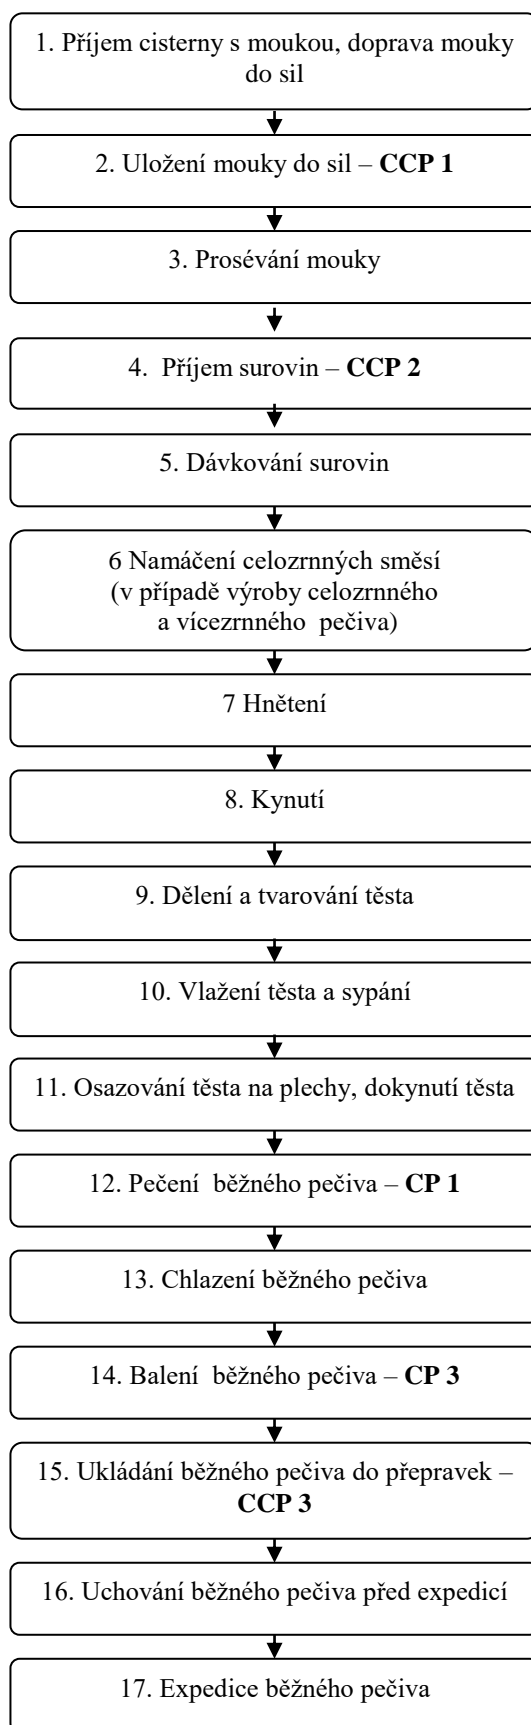 1. Příjem cisterny s moukou, doprava mouky
do sil
2. Uložení mouky do sil – CCP 1
3. Prosévání mouky
4. Příjem surovin – CCP 2
5. Dávkování surovin
6 Namáčení celozrnných směsí
(v případě výroby celozrnného
a vícezrnného pečiva)
7 Hnětení
8. Kynutí
9. Dělení a tvarování těsta
10. Vlažení těsta a sypání
11. Osazování těsta na plechy, dokynutí těsta
12. Pečení běžného pečiva – CP 1
13. Chlazení běžného pečiva
14. Balení běžného pečiva – CP 3
15. Ukládání běžného pečiva do přepravek –
CCP 3
16. Uchování běžného pečiva před expedicí
17. Expedice běžného pečiva